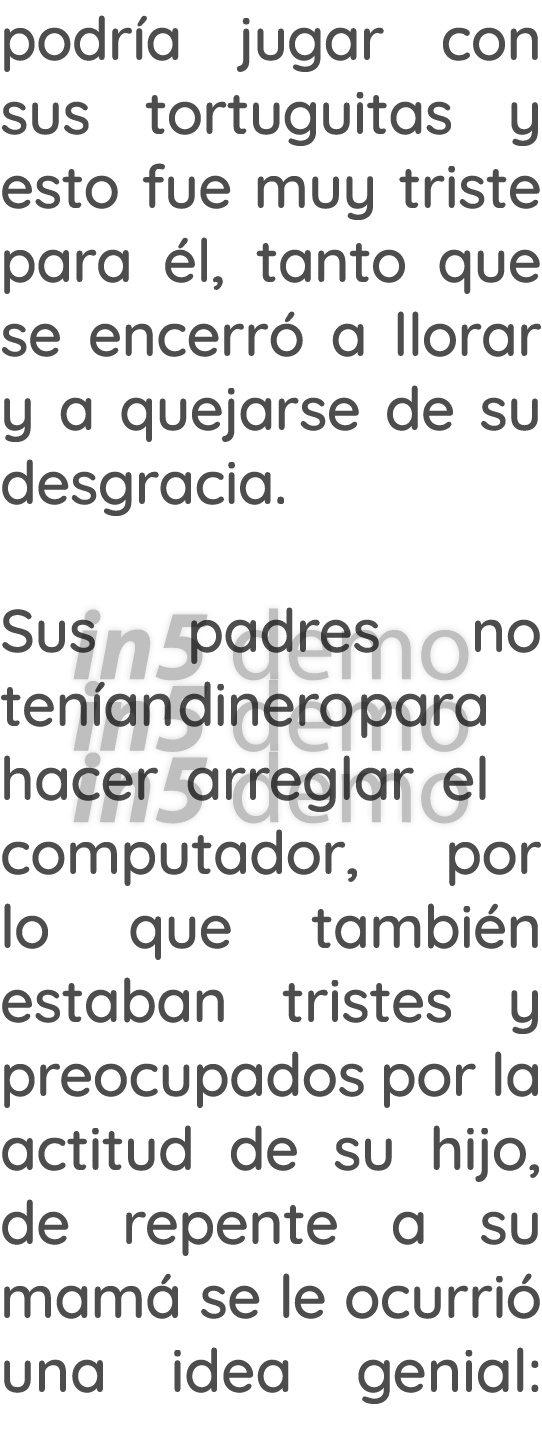 podría jugar con
sus tortuguitas y
esto fue muy triste
para él, tanto que
se encerró a llorar
y a quejarse de su
desgracia.
Sus padres no
teníandineropara
hacer arreglar el
computador, por
lo que también
estaban tristes y
preocupados por la
actitud de su hijo,
de repente a su
mamá se le ocurrió
una idea genial:
in5 demo
in5 demo
in5 demo